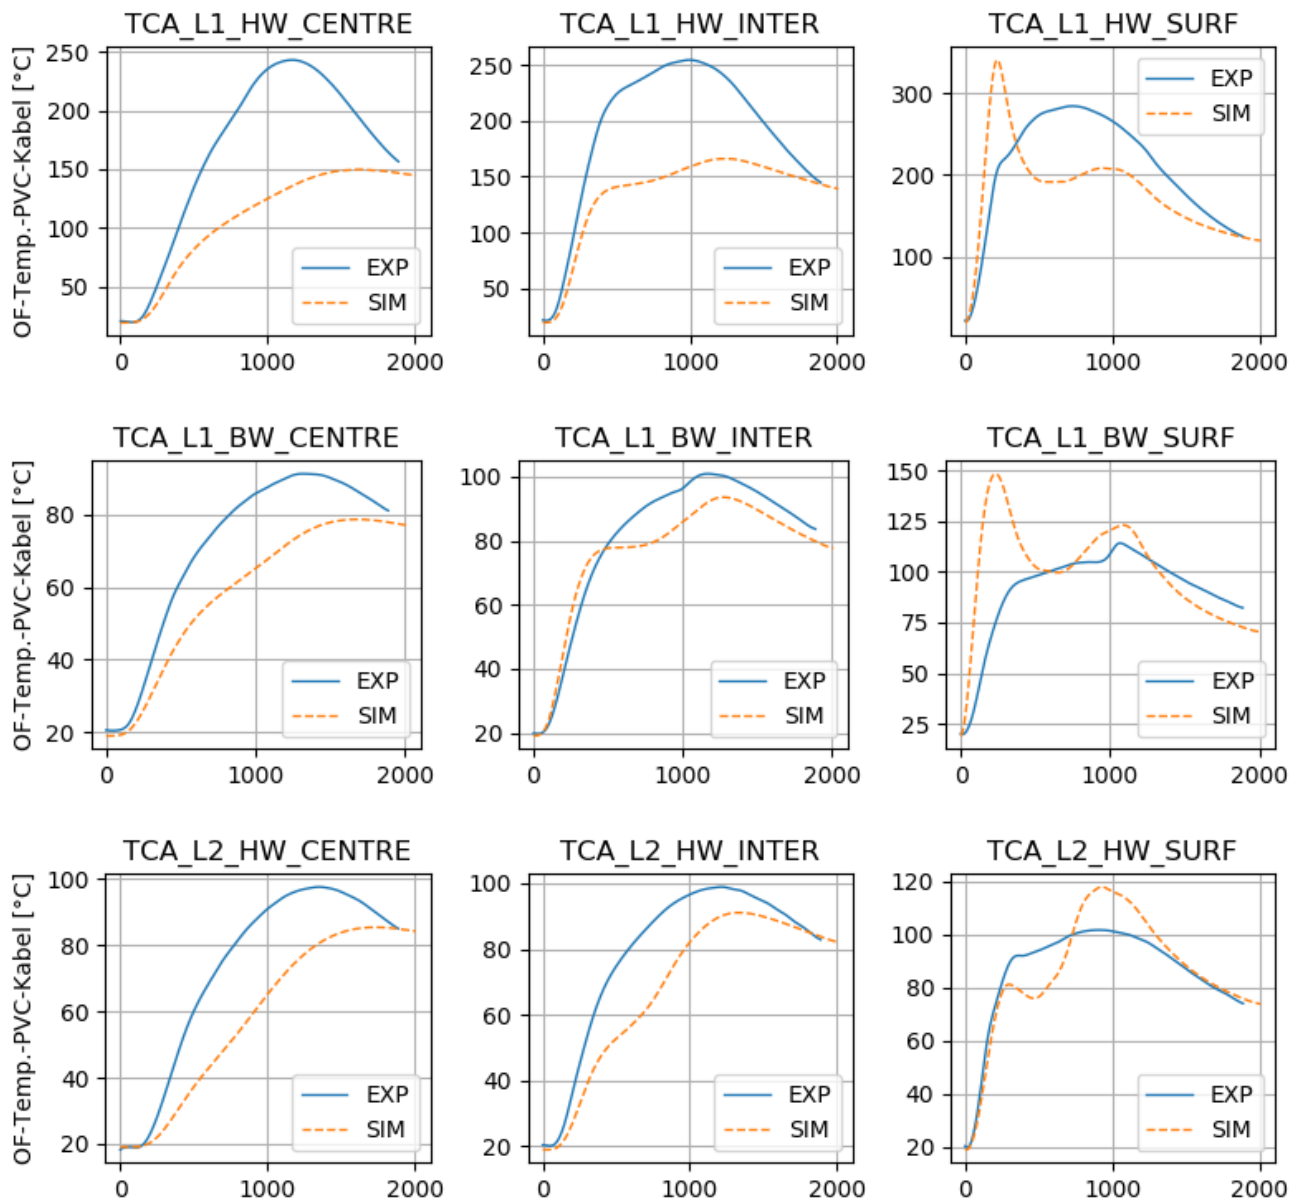 TCA_L1_HW_CENTRE
TCA_L1_HW_INTER
TCA_L1_HW_SURF
OF-Temp.-PVC-Kabel [°C]
250
200
150
100
50
0
1000
2000
EXP
SIM
250
200
150
100
50
0
1000
2000
EXP
SIM
300
200
100
0
1000
2000
EXP
SIM
TCA_L1_BW_CENTRE
TCA_L1_BW_INTER
TCA_L1_BW_SURF
OF-Temp.-PVC-Kabel [°C]
80
60
40
20
0
1000
2000
EXP
SIM
100
80
60
40
20
0
1000
2000
EXP
SIM
150
125
100
75
50
25
0
1000
2000
EXP
SIM
TCA_L2_HW_CENTRE
TCA_L2_HW_INTER
TCA_L2_HW_SURF
OF-Temp.-PVC-Kabel [°C]
100
80
60
40
20
0
1000
2000
EXP
SIM
100
80
60
40
20
0
1000
2000
EXP
SIM
120
100
80
60
40
20
0
1000
2000
EXP
SIM